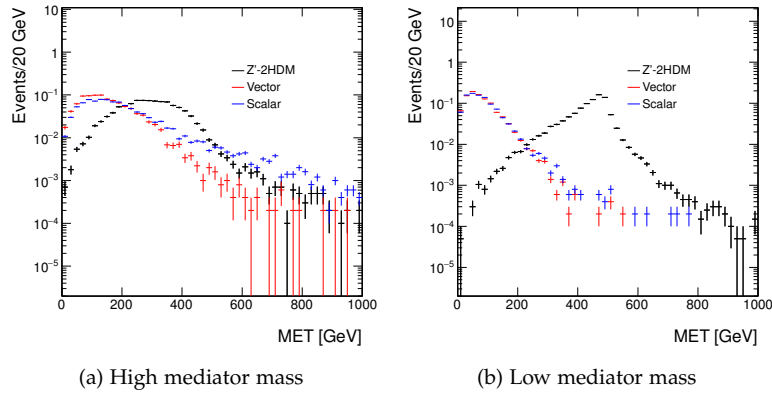 Events/20 GeV
10
1
10⁻¹
10⁻²
10⁻³
10⁻⁴
10⁻⁵
Z'-2HDM
Vector
Scalar
0 200 400 600 800 1000
MET [GeV]
(a) High mediator mass
Events/20 GeV
10
1
10⁻¹
10⁻²
10⁻³
10⁻⁴
10⁻⁵
Z'-2HDM
Vector
Scalar
0 200 400 600 800 1000
MET [GeV]
(b) Low mediator mass